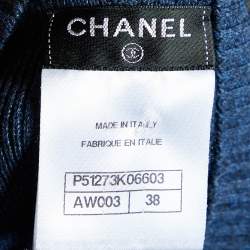 CHANEL
MADE IN ITALY
FABRIQUE EN ITALIE
P51273K06603
AW003 38